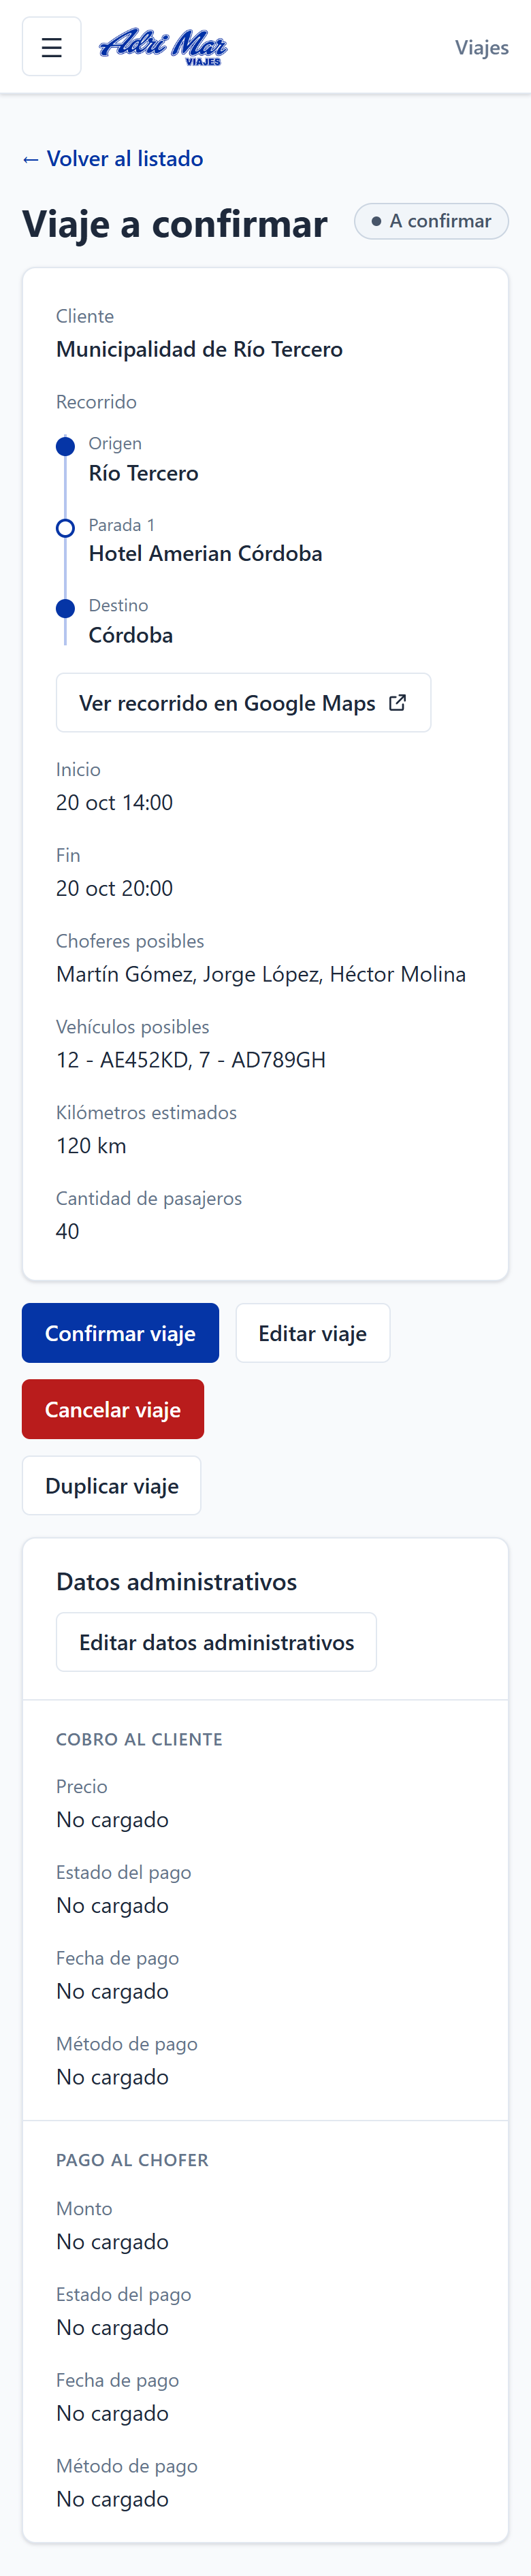 ☰
Adri Mar
VIAJES
Viajes
← Volver al listado
Viaje a confirmar
A confirmar
Cliente
Municipalidad de Río Tercero
Recorrido
Origen
Río Tercero
Parada 1
Hotel Amerian Córdoba
Destino
Córdoba
Ver recorrido en Google Maps
Inicio
20 oct 14:00
Fin
20 oct 20:00
Choferes posibles
Martín Gómez, Jorge López, Héctor Molina
Vehículos posibles
12 - AE452KD, 7 - AD789GH
Kilómetros estimados
120 km
Cantidad de pasajeros
40
Confirmar viaje
Editar viaje
Cancelar viaje
Duplicar viaje
Datos administrativos
Editar datos administrativos
COBRO AL CLIENTE
Precio
No cargado
Estado del pago
No cargado
Fecha de pago
No cargado
Método de pago
No cargado
PAGO AL CHOFER
Monto
No cargado
Estado del pago
No cargado
Fecha de pago
No cargado
Método de pago
No cargado